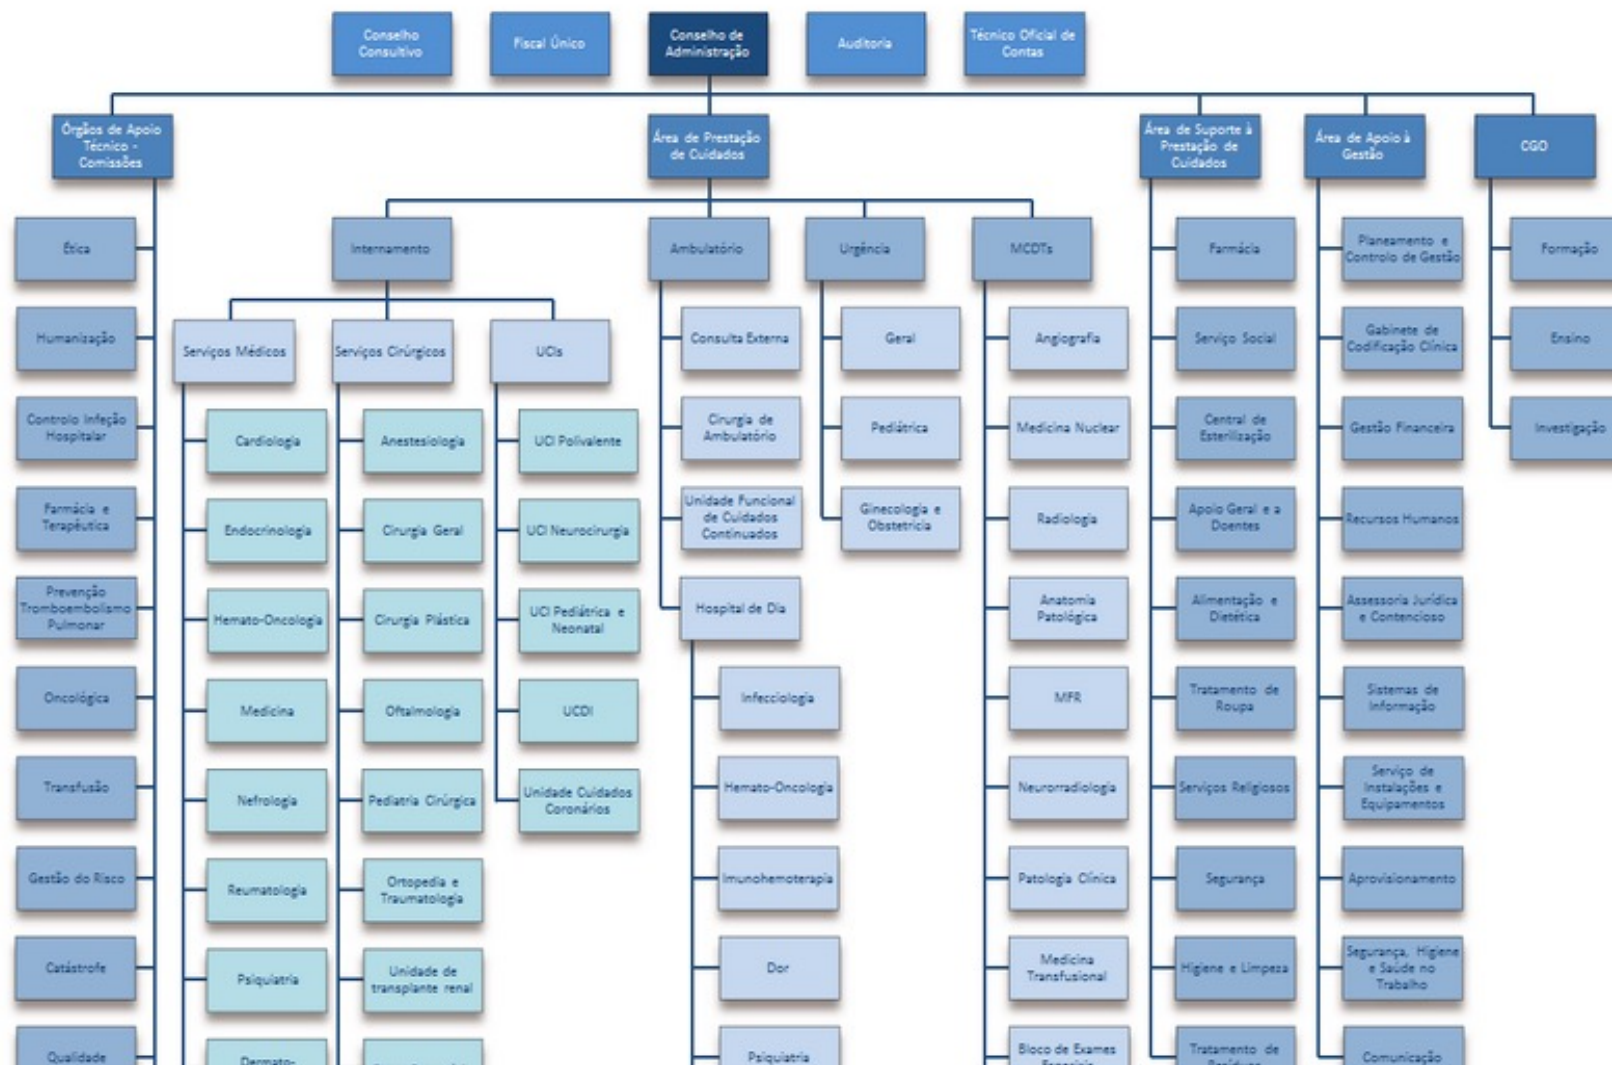 Conselho
Consultivo
Fiscal Único
Conselho de
Administração
Auditoria
Técnico Oficial de
Contas
Órgãos de Apoio
Técnico -
Comissões
Área de Prestação
de Cuidados
Área de Suporte à
Prestação de
Cuidados
Área de Apoio à
Gestão
CGO
Ética
Internamento
Ambulatório
Urgência
MCDTs
Farmácia
Planeamento e
Controlo de Gestão
Formação
Humanização
Serviços Médicos
Serviços Cirúrgicos
UCIs
Consulta Externa
Geral
Angiografia
Serviço Social
Gabinete de
Codificação Clínica
Ensino
Controlo Infeção
Hospitalar
Cardiologia
Anestesiologia
UCI Polivalente
Cirurgia de
Ambulatório
Pediátrica
Medicina Nuclear
Central de
Esterilização
Gestão Financeira
Investigação
Farmácia e
Terapêutica
Endocrinologia
Cirurgia Geral
UCI Neurocirurgia
Unidade Funcional
de Cuidados
Continuados
Ginecologia e
Obstetrícia
Radiologia
Apoio Geral e a
Doentes
Recursos Humanos
Prevenção
Tromboembolismo
Pulmonar
Hemato-Oncologia
Cirurgia Plástica
UCI Pediátrica e
Neonatal
Hospital de Dia
Anatomia
Patológica
Alimentação e
Dietética
Assessoria Jurídica
e Contencioso
Oncológica
Medicina
Oftalmologia
UCDI
Infecciologia
MFR
Tratamento de
Roupa
Sistemas de
Informação
Transfusão
Nefrologia
Pediatria Cirúrgica
Unidade Cuidados
Coronários
Hemato-Oncologia
Neurorradiologia
Serviços Religiosos
Serviço de
Instalações e
Equipamentos
Gestão do Risco
Reumatologia
Ortopedia e
Traumatologia
Imunohemoterapia
Patologia Clínica
Segurança
Aprovisionamento
Catástrofe
Psiquiatria
Unidade de
transplante renal
Dor
Medicina
Transfusional
Higiene e Limpeza
Segurança, Higiene
e Saúde no
Trabalho
Qualidade
Dermato-
Psiquiatria
Bloco de Exames
Tratamento de
Comunicação